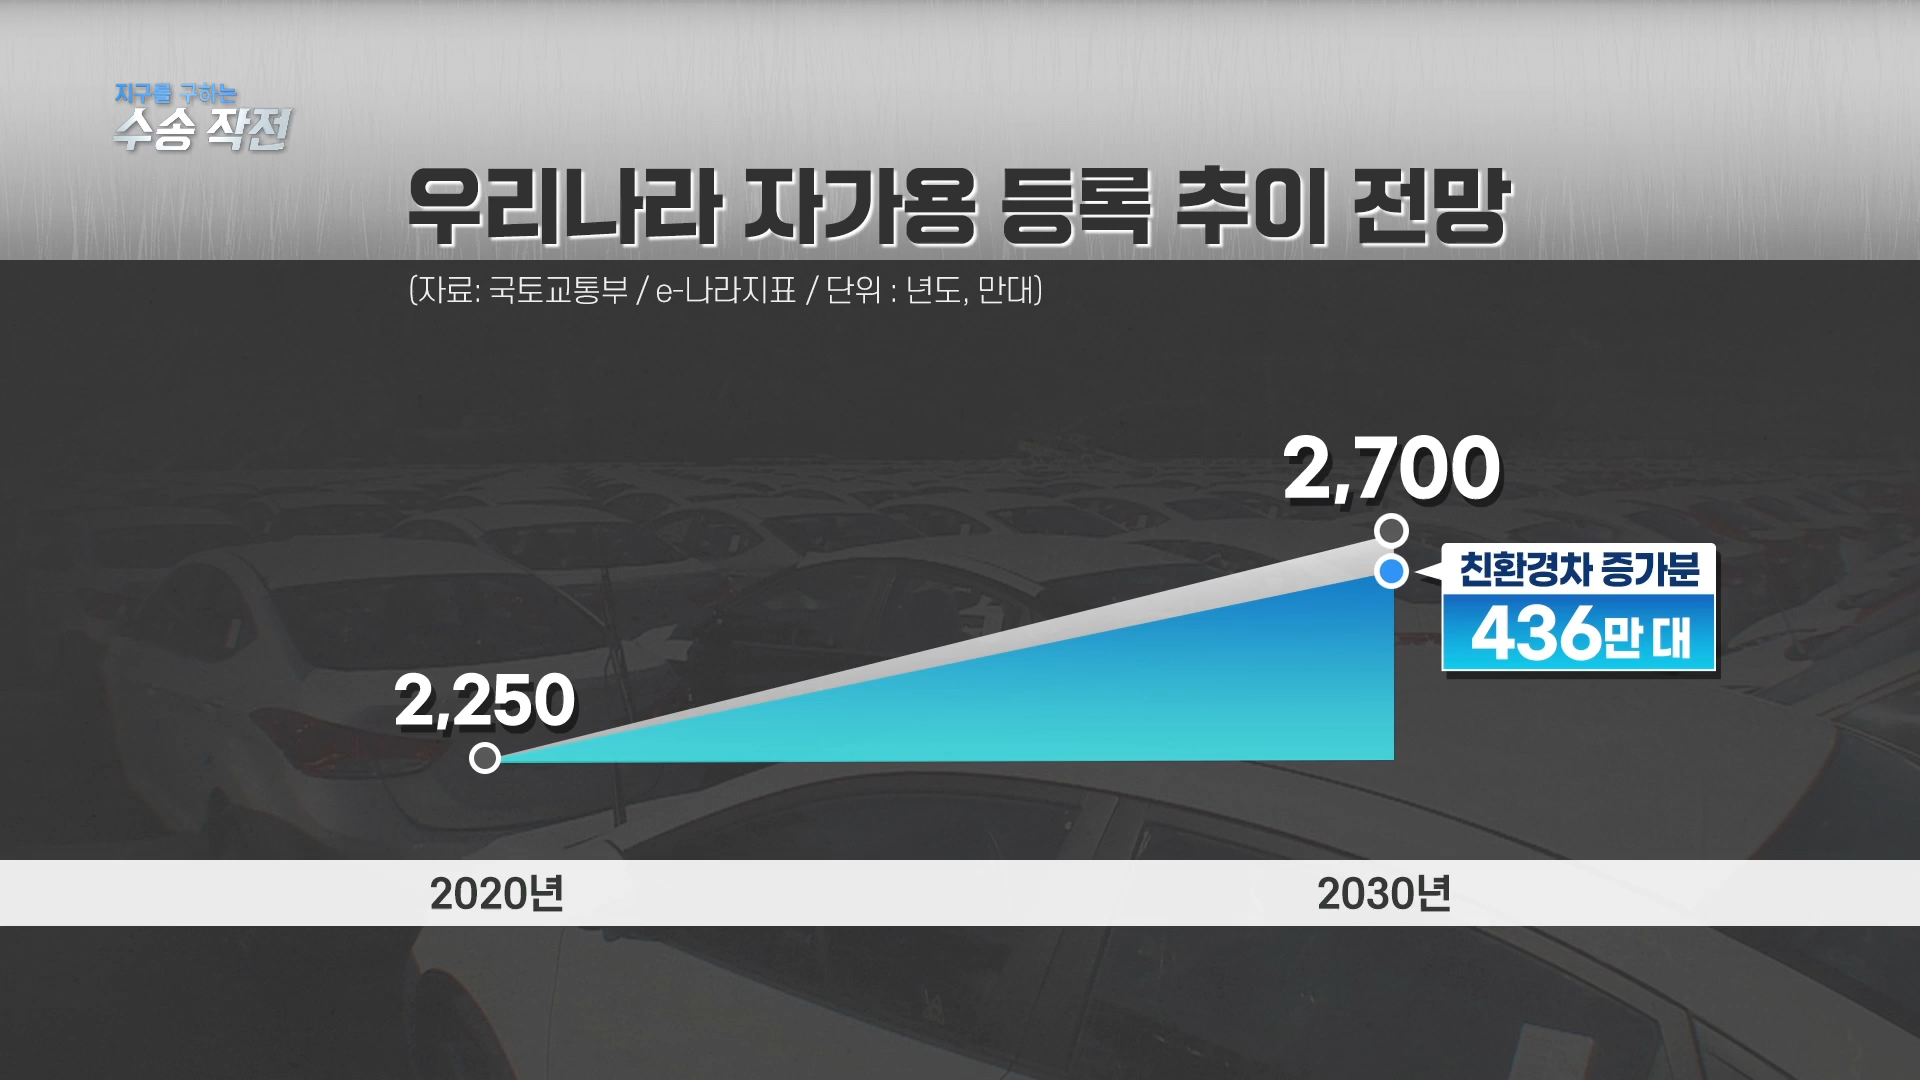 지구를 구하는
수송 작전
우리나라 자가용 등록 추이 전망
(자료: 국토교통부 / e-나라지표 / 단위 : 년도, 만대)
2,700
친환경차 증가분
436만 대
2,250
2020년
2030년